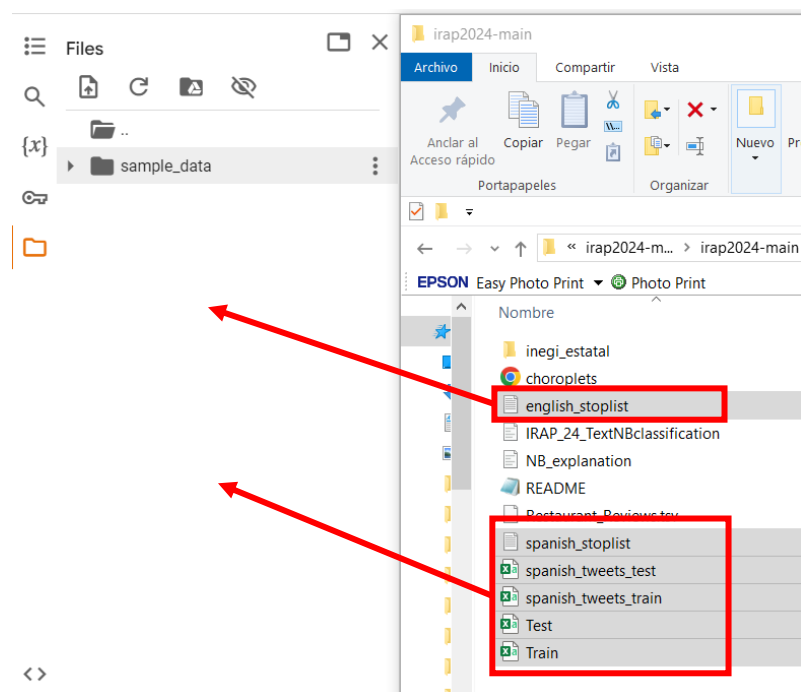 Files
..
sample_data
{x}
irap2024-main
Archivo Inicio Compartir Vista
Anclar al
Acceso rápido
Copiar
Pegar
Nuevo
Portapapeles
Organizar
« irap2024-m... > irap2024-main
EPSON Easy Photo Print Photo Print
Nombre
inegi_estatal
choroplets
english_stoplist
IRAP_24_TextNBclassification
NB_explanation
README
Restaurant_Reviews.tsv
spanish_stoplist
spanish_tweets_test
spanish_tweets_train
Test
Train